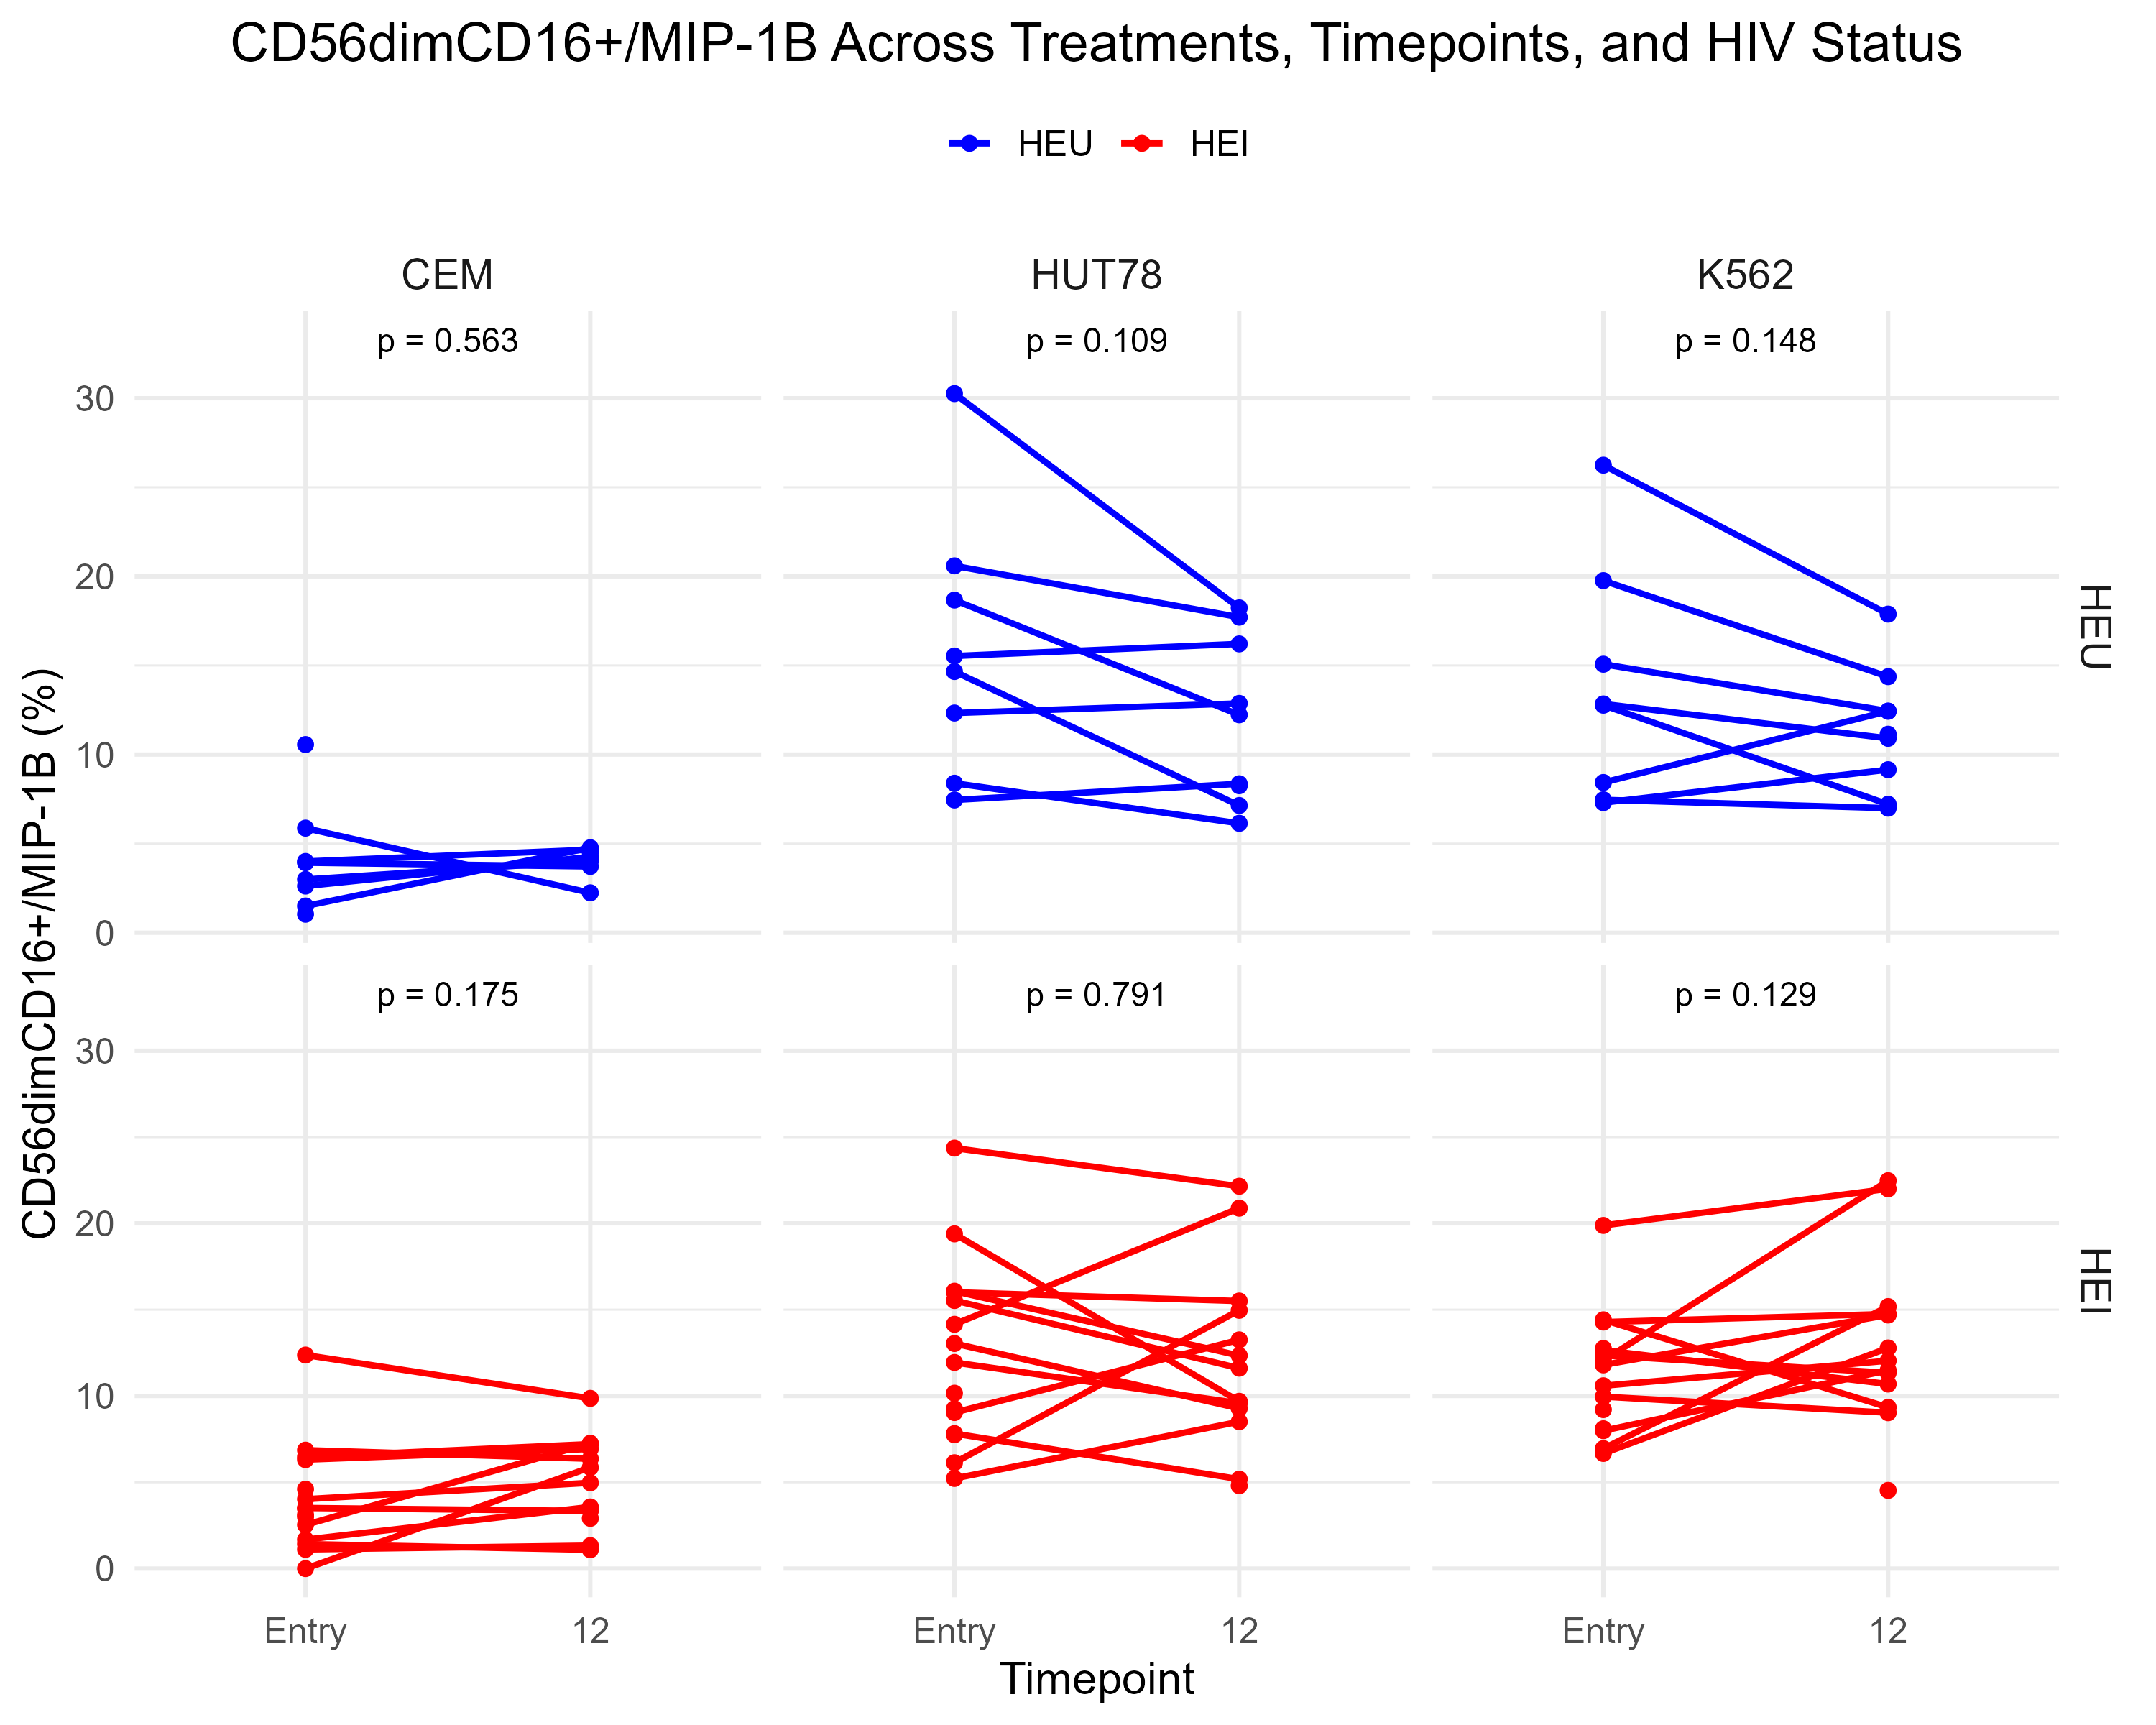 CD56dimCD16+/MIP-1B Across Treatments, Timepoints, and HIV Status
HEU HEI
CEM HUT78 K562
p = 0.563 p = 0.109 p = 0.148
30
20
10
0
HEU
CD56dimCD16+/MIP-1B (%)
p = 0.175 p = 0.791 p = 0.129
30
20
10
0
HEI
Entry 12 Entry 12 Entry 12
Timepoint